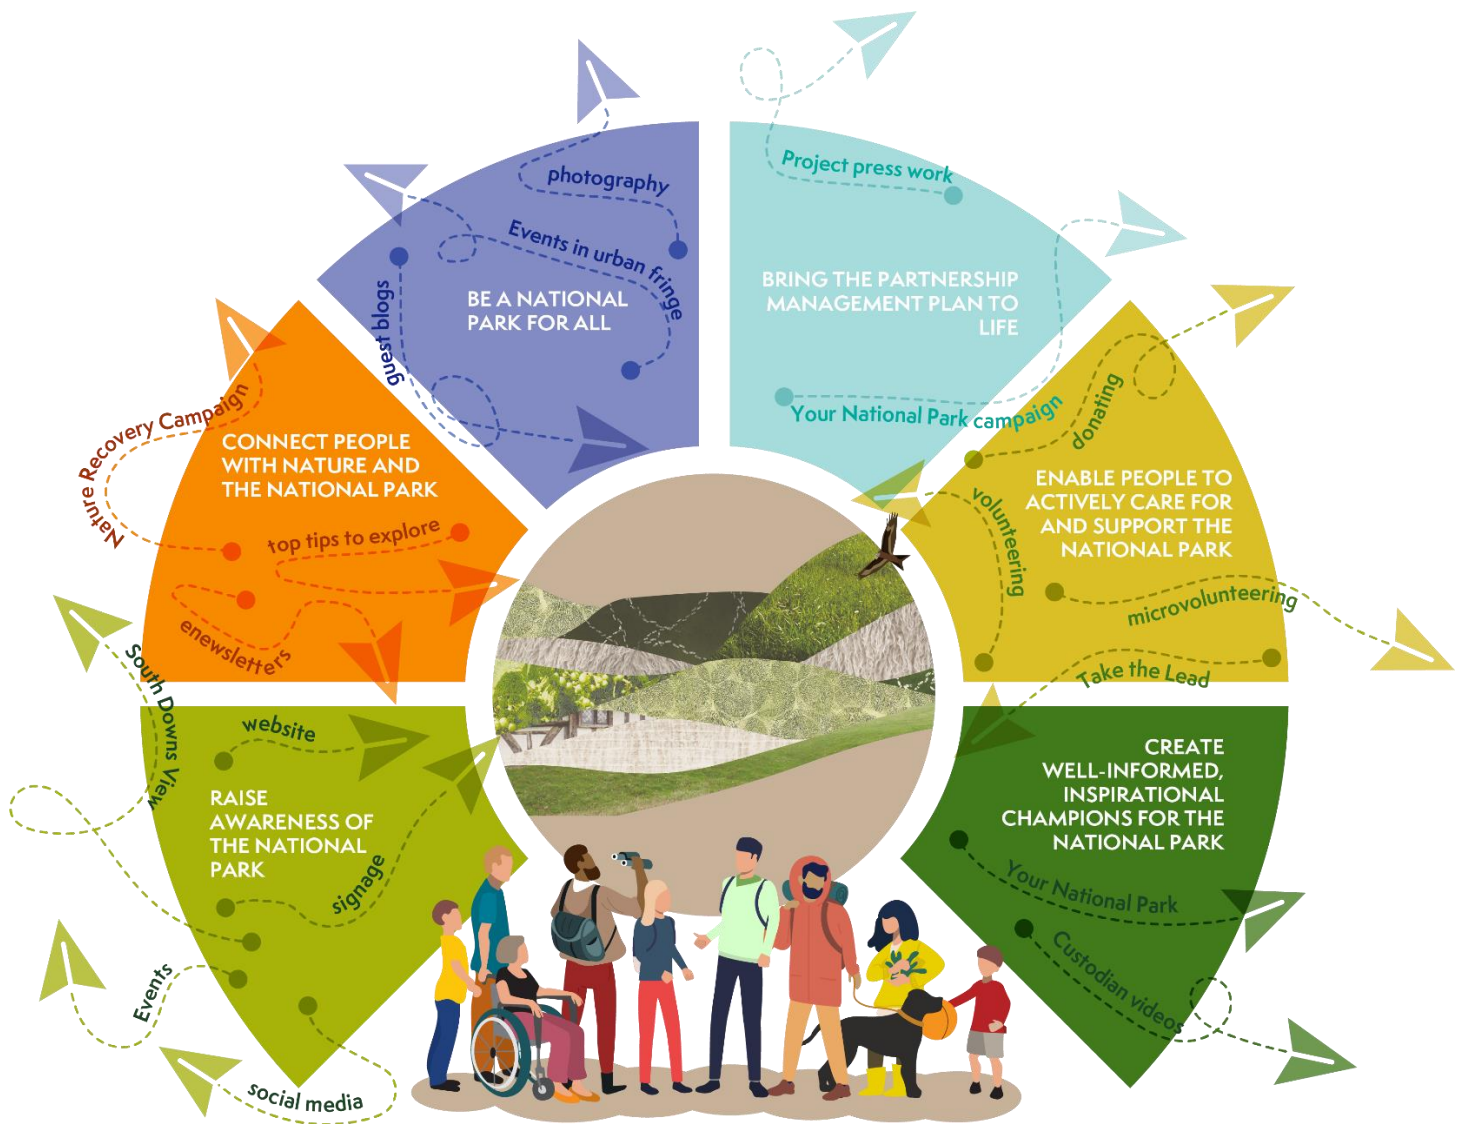 photography
Events in urban fringe
guest blogs
BE A NATIONAL
PARK FOR ALL
Project press work
BRING THE PARTNERSHIP
MANAGEMENT PLAN TO
LIFE
Your National Park campaign
Nature Recovery Campaign
CONNECT PEOPLE
WITH NATURE AND
THE NATIONAL PARK
top tips to explore
enewsletters
donating
ENABLE PEOPLE TO
ACTIVELY CARE FOR
AND SUPPORT THE
NATIONAL PARK
volunteering
microvolunteering
Take the Lead
South Downs View
website
RAISE
AWARENESS OF
THE NATIONAL
PARK
signage
Events
social media
CREATE
WELL-INFORMED,
INSPIRATIONAL
CHAMPIONS FOR THE
NATIONAL PARK
Your National Park
Custodian videos